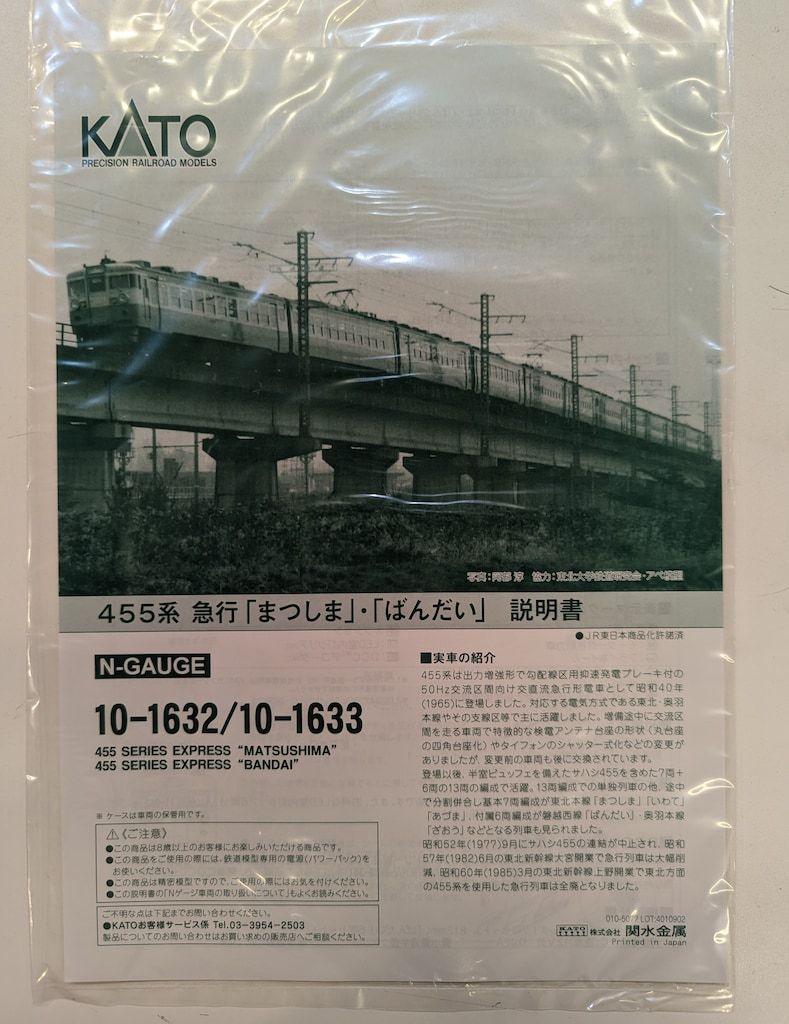 KATO
PRECISION RAILROAD MODELS
写真：阿部 淳 協力：東北大学鉄道研究会・アベ板金
455系 急行「まつしま」・「ばんだい」 説明書
●JR東日本商品化許諾済
N-GAUGE
10-1632/10-1633
455 SERIES EXPRESS “MATSUSHIMA”
455 SERIES EXPRESS “BANDAI”
※ ケースは車両の保管用です。
⚠《ご注意》
●この商品は8歳以上のお客様にお楽しみいただける商品です。
●この商品をご使用の際には、鉄道模型専用の電源(パワーパック)を
お使いください。
●この商品は精密模型ですので、ご使用の際にはお気を付けください。
●この説明書の「Nゲージ車両の取り扱いについて」もよくお読みください。
ご不明な点は下記までお問い合わせください。
●KATOお客様サービス係 Tel.03-3954-2503
製品についてのお問い合わせはお買い求めの販売店へご相談ください。
■実車の紹介
455系は出力増強形で勾配線区用抑速発電ブレーキ付の
50Hz交流区間向け交直流急行形電車として昭和40年
(1965)に登場しました。対応する電気方式である東北・奥羽
本線やその支線区等で主に活躍しました。増備途中に交流区
間を走る車両で特徴的な検電アンテナ台座の形状（丸台座
の四角台座化）やタイフォンのシャッター式化などの変更が
ありましたが、変更前の車両も後に交換されています。
登場以後、半室ビュッフェを備えたサハシ455を含めた7両＋
6両の13両の編成で活躍。13両編成での単独列車の他、途
中で分割併合し基本7両編成が東北本線「まつしま」「いわて」
「あづま」、付属6両編成が磐越西線「ばんだい」・奥羽本線
「ざおう」などとなる列車も見られました。
昭和52年(1977)9月にサハシ455の連結が中止され、昭和
57年(1982)6月の東北新幹線大宮開業で急行列車は大幅削
減、昭和60年(1985)3月の東北新幹線上野開業で東北方面
の455系を使用した急行列車は全廃となりました。
010-5077 LOT:4010902
KATO 株式会社 関水金属
Printed in Japan